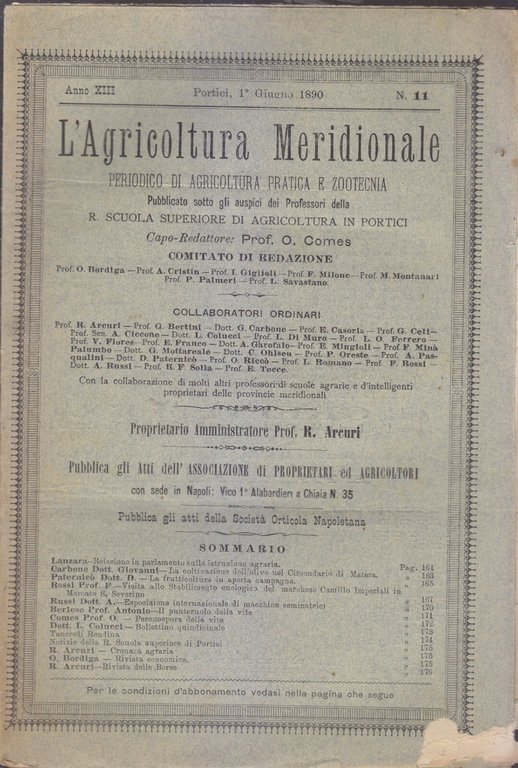 Anno XIII
Portici, 1° Giugno 1890
N. 11
L'Agricoltura Meridionale
PERIODICO DI AGRICOLTURA PRATICA E ZOOTECNIA
Pubblicato sotto gli auspici dei Professori della
R. SCUOLA SUPERIORE DI AGRICOLTURA IN PORTICI
Capo-Redattore: Prof. O. Comes
COMITATO DI REDAZIONE
Prof. O. Bordiga — Prof. A. Cristin — Prof. I. Giglioli — Prof. F. Milone — Prof. M. Montanari
Prof. P. Palmeri — Prof. L. Savastano.
COLLABORATORI ORDINARI
Prof. R. Arcuri — Prof. G. Bertini — Dott. G. Carbone — Prof. E. Casoria — Prof. G. Celi —
Prof. Sen. A. Ciccone — Dott. L. Colucci — Prof. L. Di Muro — Prof. L. O. Ferrero —
Prof. V. Flores — Prof. E. Franco — Dott. A. Garofalo — Prof. E. Mingioli — Prof. F. Minà
Palumbo — Dott. G. Mottareale — Dott. C. Ohlsen — Prof. P. Oreste — Prof. A. Pas-
qualini — Dott. D. Paternicò — Prof. O. Ricco — Prof. L. Romano — Prof. F. Rossi —
Dott. A. Russi — Prof. R. F. Solla — Prof. E. Tecce.
Con la collaborazione di molti altri professori di scuole agrarie e d'intelligenti
proprietari delle provincie meridionali
Proprietario Amministratore Prof. R. Arcuri
Pubblica gli Atti dell' ASSOCIAZIONE di PROPRIETARI ed AGRICOLTORI
con sede in Napoli: Vico 1° Alabardieri a Chiaia N. 35
Pubblica gli atti della Società Orticola Napoletana
SOMMARIO
Lanzara—Relazione in parlamento sulla istruzione agraria. Pag. 161
Carbone Dott. Giovanni—La coltivazione dell'olivo nel Circondario di Matera. " 163
Paternicò Dott. D. — La frutticoltura in aperta campagna. " 165
Rossi Prof. F.—Visita allo Stabilimento enologico del marchese Camillo Imperiali in
Mercato S. Severino " 167
Russi Dott. A.—Esposizione internazionale di macchine seminatrici " 170
Berlese Prof. Antonio—Il punteruolo della vite " 171
Comes Prof. O. — Peronospora della vite " 172
Dott. L. Colucci — Bollettino quindicinale " 173
Tancredi Rendina " 174
Notizie della R. Scuola superiore di Portici " 175
R. Arcuri — Cronaca agraria " 175
O. Bordiga — Rivista economica. " 175
R. Arcuri—Rivista delle Borse " 176
Per le condizioni d'abbonamento vedasi nella pagina che segue